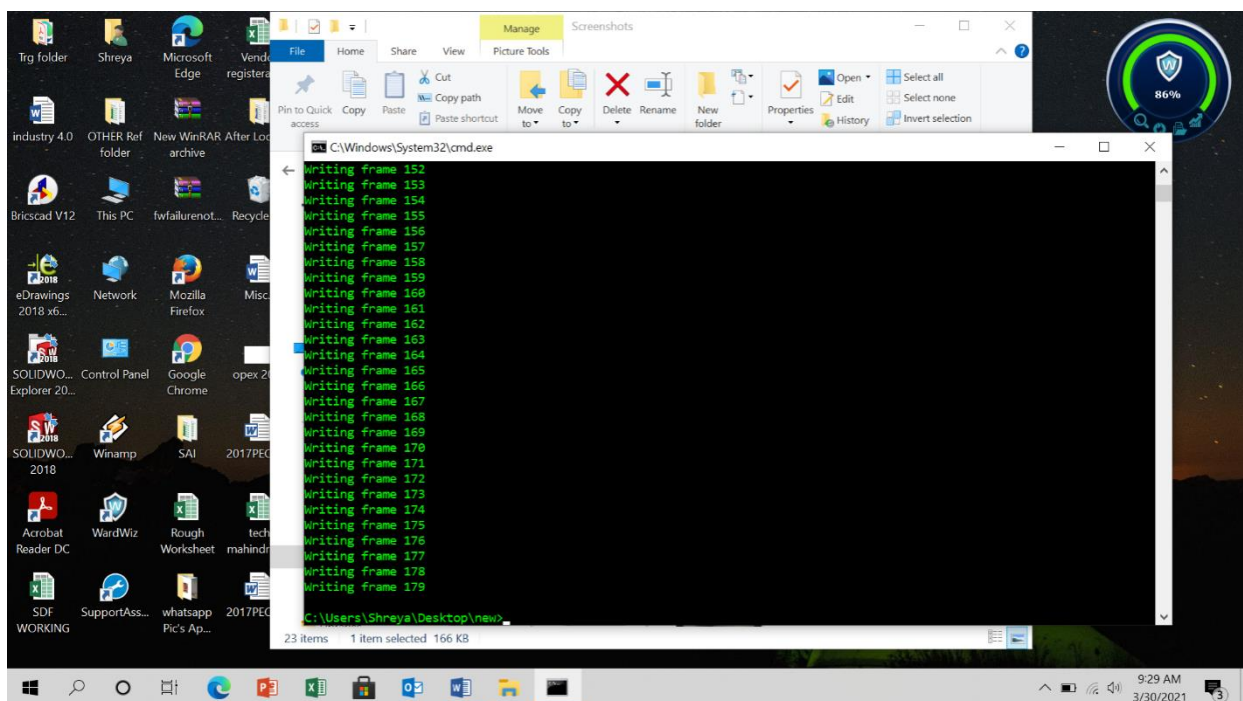 Trg folder
Shreya
Microsoft
Edge
Vendo
registera
industry 4.0
OTHER Ref
folder
New WinRAR
archive
After Loc
Bricscad V12
This PC
fwfailurenot...
Recycle
eDrawings
2018 x6...
Network
Mozilla
Firefox
Misc.
SOLIDWO...
Explorer 20...
Control Panel
Google
Chrome
opex 20
SOLIDWO...
2018
Winamp
SAI
2017PEC
Acrobat
Reader DC
WardWiz
Rough
Worksheet
tech
mahindr
SDF
WORKING
SupportAss...
whatsapp
Pic's Ap...
2017PEC
Manage
Screenshots
File
Home
Share
View
Picture Tools
Pin to Quick
access
Copy
Paste
Cut
Copy path
Paste shortcut
Move
to
Copy
to
Delete
Rename
New
folder
Properties
Open
Edit
History
Select all
Select none
Invert selection
86%
C:\Windows\System32\cmd.exe
Writing frame 152
Writing frame 153
Writing frame 154
Writing frame 155
Writing frame 156
Writing frame 157
Writing frame 158
Writing frame 159
Writing frame 160
Writing frame 161
Writing frame 162
Writing frame 163
Writing frame 164
Writing frame 165
Writing frame 166
Writing frame 167
Writing frame 168
Writing frame 169
Writing frame 170
Writing frame 171
Writing frame 172
Writing frame 173
Writing frame 174
Writing frame 175
Writing frame 176
Writing frame 177
Writing frame 178
Writing frame 179
C:\Users\Shreya\Desktop\new>
23 items
1 item selected 166 KB
9:29 AM
3/30/2021
3